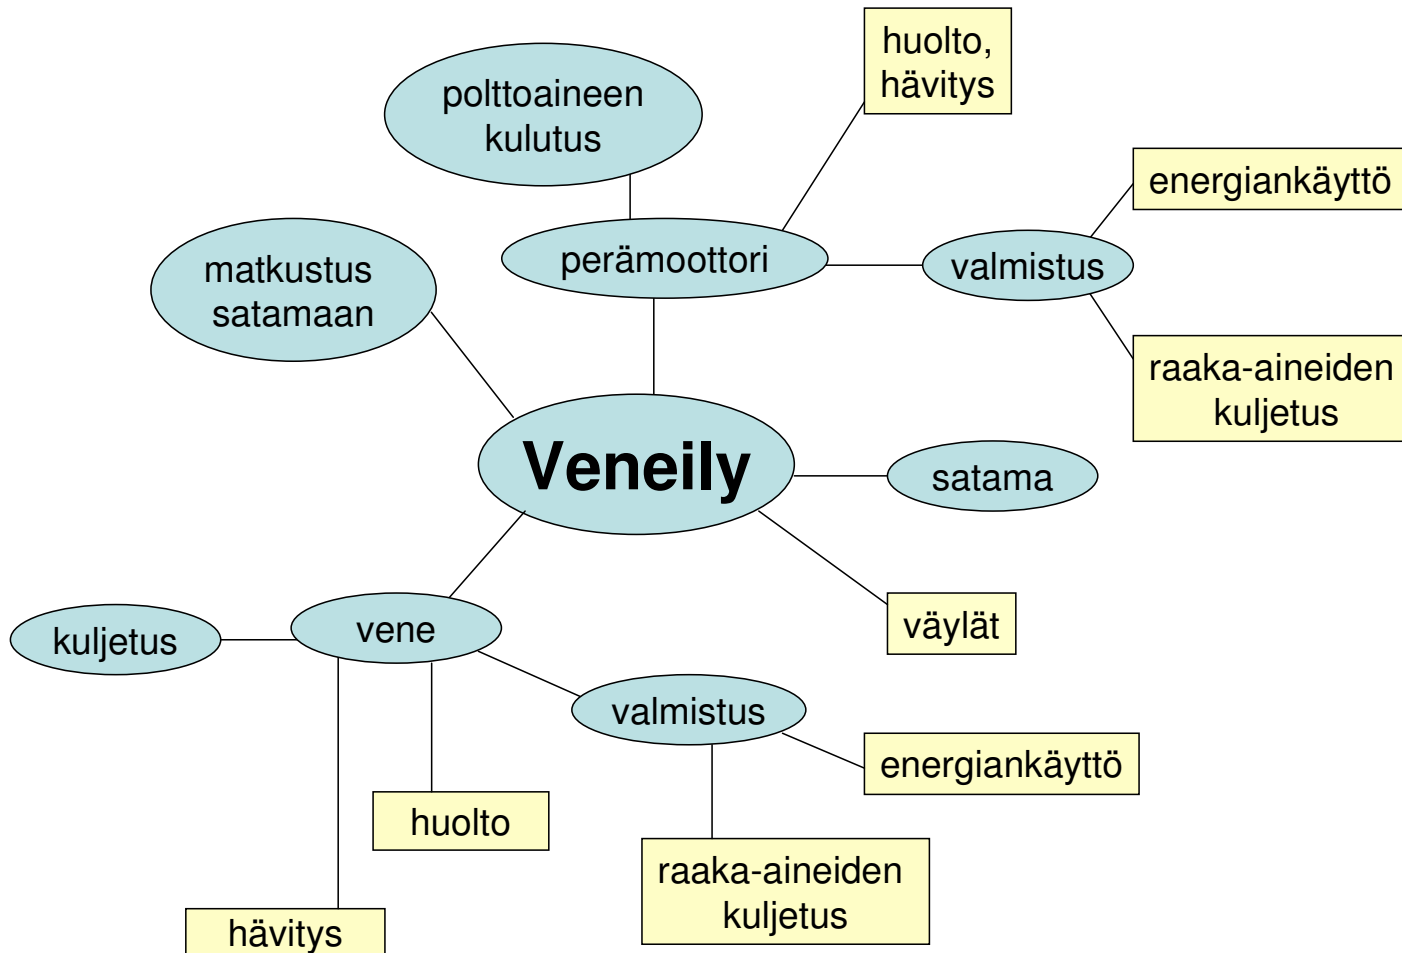 huolto,
hävitys
polttoaineen
kulutus
energiankäyttö
perämoottori
valmistus
matkustus
satamaan
raaka-aineiden
kuljetus
Veneily
satama
väylät
kuljetus
vene
valmistus
energiankäyttö
huolto
raaka-aineiden
kuljetus
hävitys